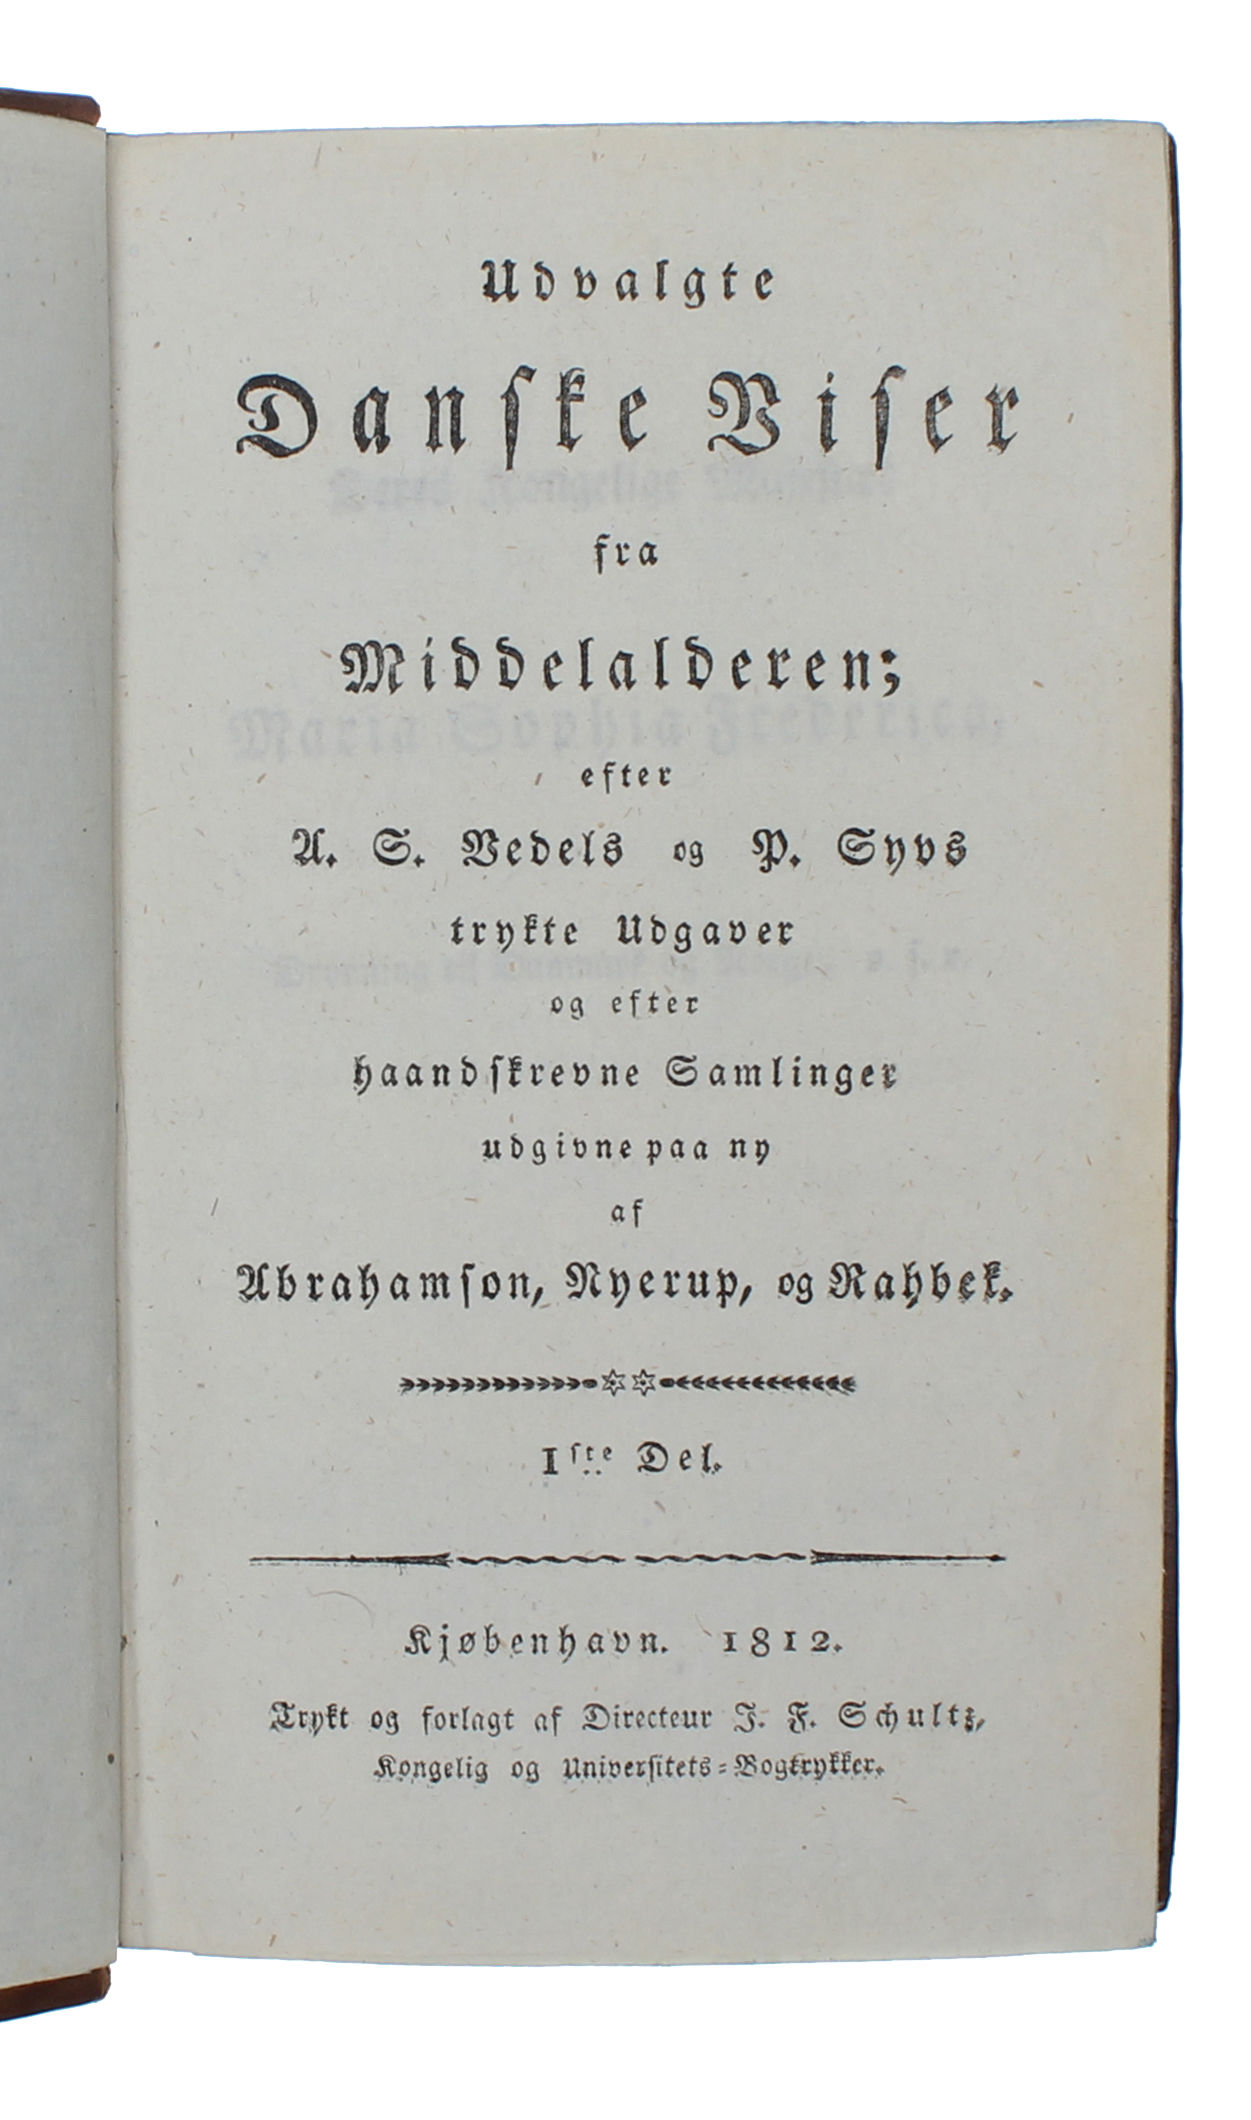 Udvalgte
Danske Viser
fra
Middelalderen;
efter
A. S. Vedels og P. Syvs
trykte Udgaver
og efter
haandskrevne Samlinger
udgivne paa ny
af
Abrahamson, Nyerup, og Rahbek.
1ste Del.
Kjøbenhavn. 1812.
Trykt og forlagt af Directeur J. F. Schultz,
Kongelig og Universitets-Bogtrykker.